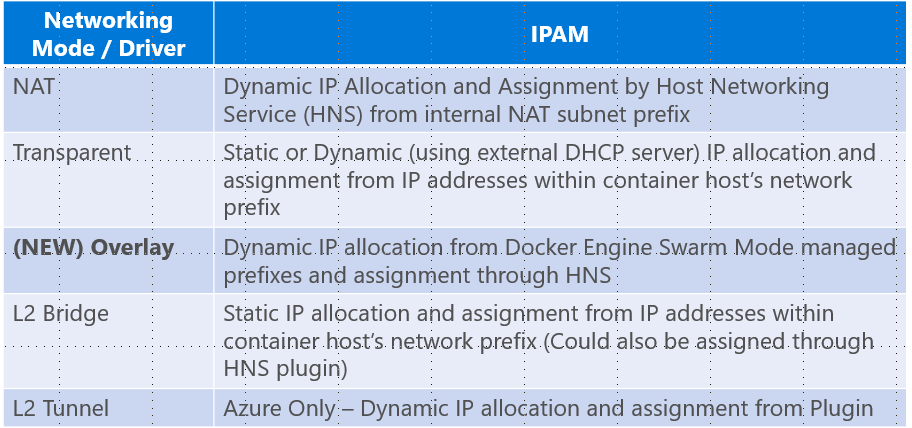 Networking
Mode / Driver
IPAM
NAT
Dynamic IP Allocation and Assignment by Host Networking
Service (HNS) from internal NAT subnet prefix
Transparent
Static or Dynamic (using external DHCP server) IP allocation and
assignment from IP addresses within container host’s network
prefix
(NEW) Overlay
Dynamic IP allocation from Docker Engine Swarm Mode managed
prefixes and assignment through HNS
L2 Bridge
Static IP allocation and assignment from IP addresses within
container host’s network prefix (Could also be assigned through
HNS plugin)
L2 Tunnel
Azure Only – Dynamic IP allocation and assignment from Plugin